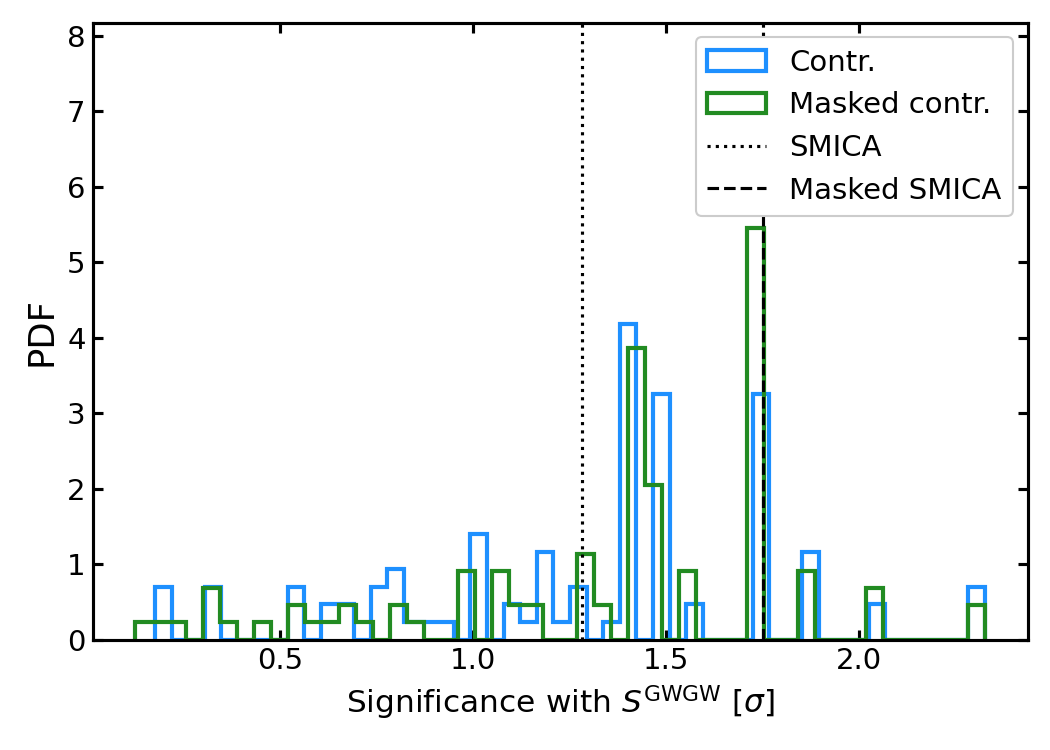 8
7
6
5
4
3
2
1
0
PDF
Contr.
Masked contr.
SMICA
Masked SMICA
0.5 1.0 1.5 2.0
Significance with S^GWGW [σ]